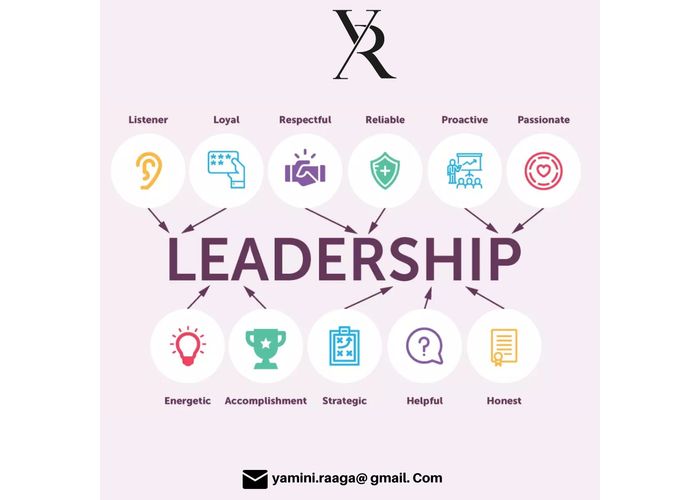 YR
Listener Loyal Respectful Reliable Proactive Passionate
LEADERSHIP
Energetic Accomplishment Strategic Helpful Honest
yamini.raaga@ gmail. Com